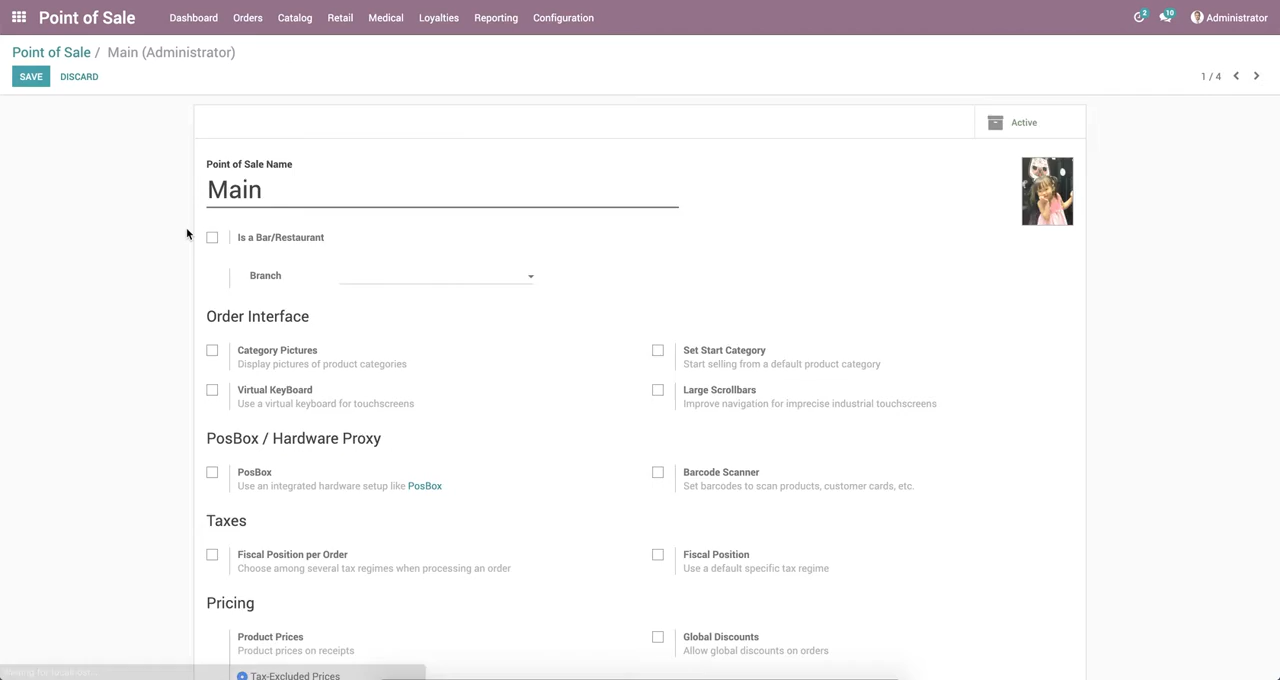 Point of Sale Dashboard Orders Catalog Retail Medical Loyalties Reporting Configuration 2 10 Administrator
Point of Sale / Main (Administrator)
SAVE DISCARD 1 / 4
Active
Point of Sale Name
Main
Is a Bar/Restaurant
Branch
Order Interface
Category Pictures Set Start Category
Display pictures of product categories Start selling from a default product category
Virtual KeyBoard Large Scrollbars
Use a virtual keyboard for touchscreens Improve navigation for imprecise industrial touchscreens
PosBox / Hardware Proxy
PosBox Barcode Scanner
Use an integrated hardware setup like PosBox Set barcodes to scan products, customer cards, etc.
Taxes
Fiscal Position per Order Fiscal Position
Choose among several tax regimes when processing an order Use a default specific tax regime
Pricing
Product Prices Global Discounts
Product prices on receipts Allow global discounts on orders
Tax-Excluded Prices